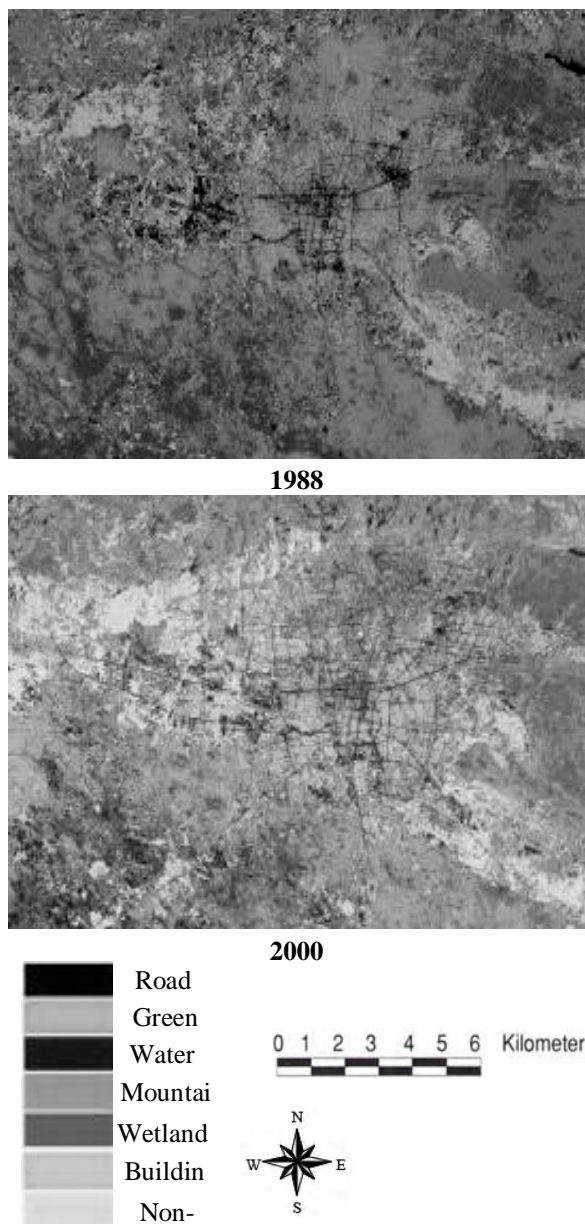 1988
2000
Road
Green
Water
Mountai
Wetland
Buildin
Non-
0 1 2 3 4 5 6 Kilometer
N
W E
S